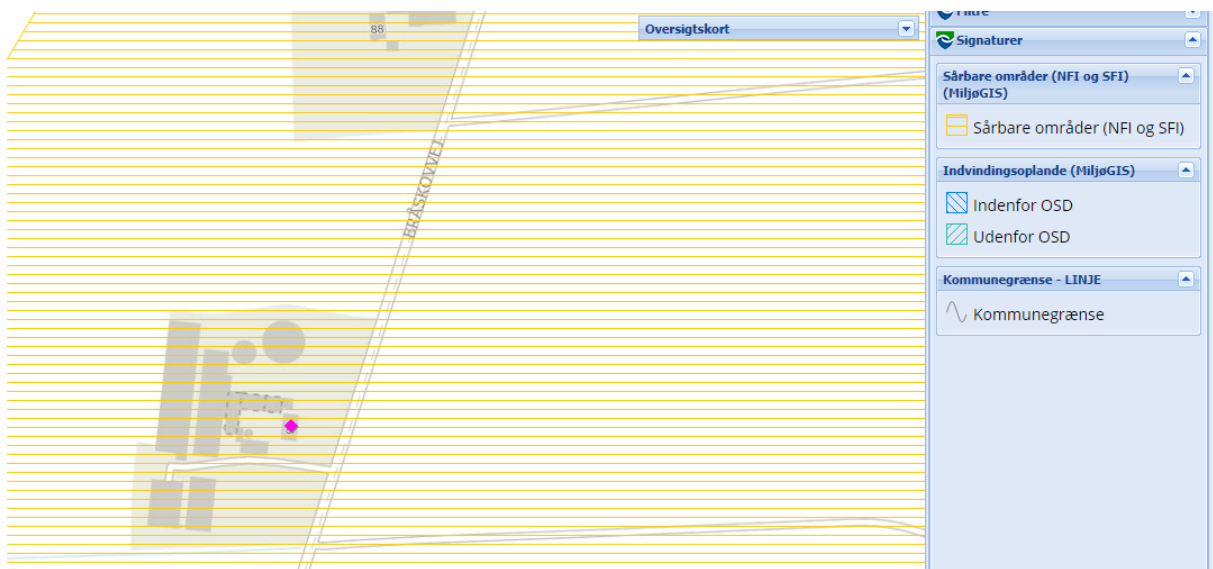 88
BRÅSKOVVEJ
Oversigtskort
Filtre
Signaturer
Sårbare områder (NFI og SFI)
(MiljøGIS)
Sårbare områder (NFI og SFI)
Indvindingsoplande (MiljøGIS)
Indenfor OSD
Udenfor OSD
Kommunegrænse - LINJE
Kommunegrænse